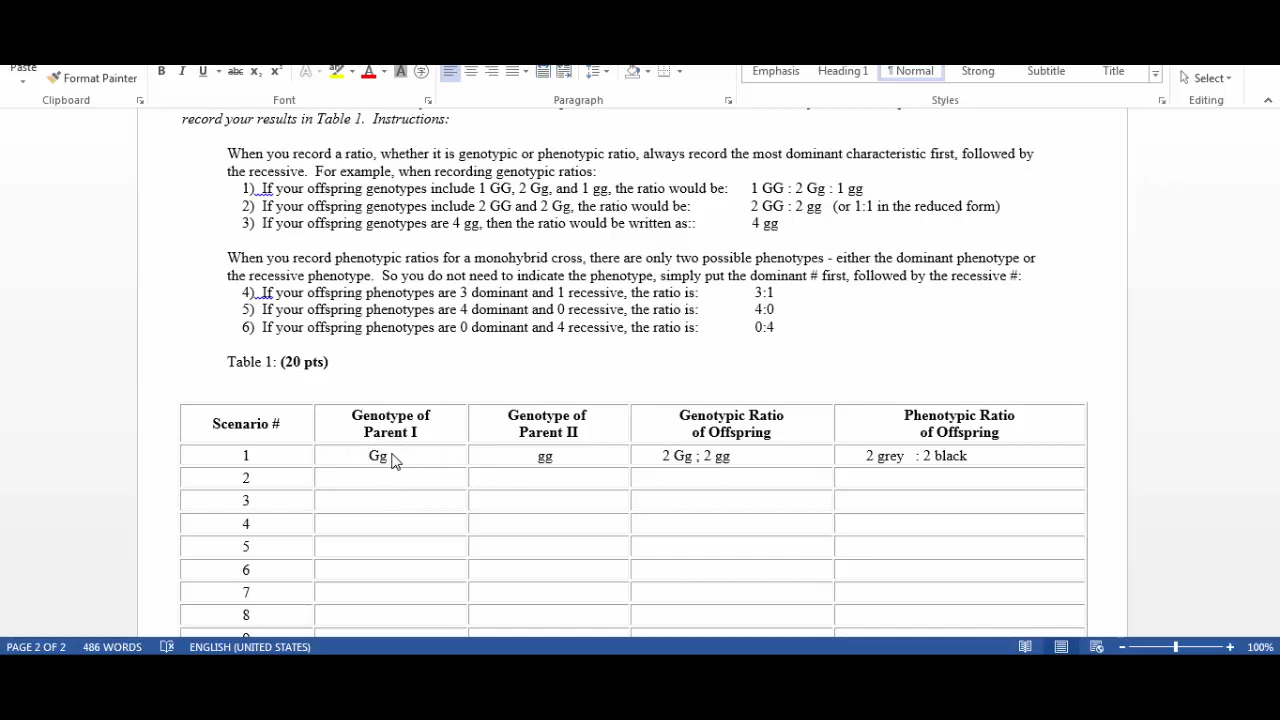 Paste
Format Painter
B I U abc x₂ x² A aby A A
¶ Normal
Emphasis Heading 1 Strong Subtitle Title
Select
Clipboard Font Paragraph Styles Editing
record your results in Table 1. Instructions:
When you record a ratio, whether it is genotypic or phenotypic ratio, always record the most dominant characteristic first, followed by
the recessive. For example, when recording genotypic ratios:
1) If your offspring genotypes include 1 GG, 2 Gg, and 1 gg, the ratio would be: 1 GG : 2 Gg : 1 gg
2) If your offspring genotypes include 2 GG and 2 Gg, the ratio would be: 2 GG : 2 gg (or 1:1 in the reduced form)
3) If your offspring genotypes are 4 gg, then the ratio would be written as:: 4 gg
When you record phenotypic ratios for a monohybrid cross, there are only two possible phenotypes - either the dominant phenotype or
the recessive phenotype. So you do not need to indicate the phenotype, simply put the dominant # first, followed by the recessive #:
4) If your offspring phenotypes are 3 dominant and 1 recessive, the ratio is: 3:1
5) If your offspring phenotypes are 4 dominant and 0 recessive, the ratio is: 4:0
6) If your offspring phenotypes are 0 dominant and 4 recessive, the ratio is: 0:4
Table 1: (20 pts)
Scenario #
Genotype of
Parent I
Genotype of
Parent II
Genotypic Ratio
of Offspring
Phenotypic Ratio
of Offspring
1 Gg gg 2 Gg ; 2 gg 2 grey : 2 black
2
3
4
5
6
7
8
PAGE 2 OF 2 486 WORDS ENGLISH (UNITED STATES) 100%